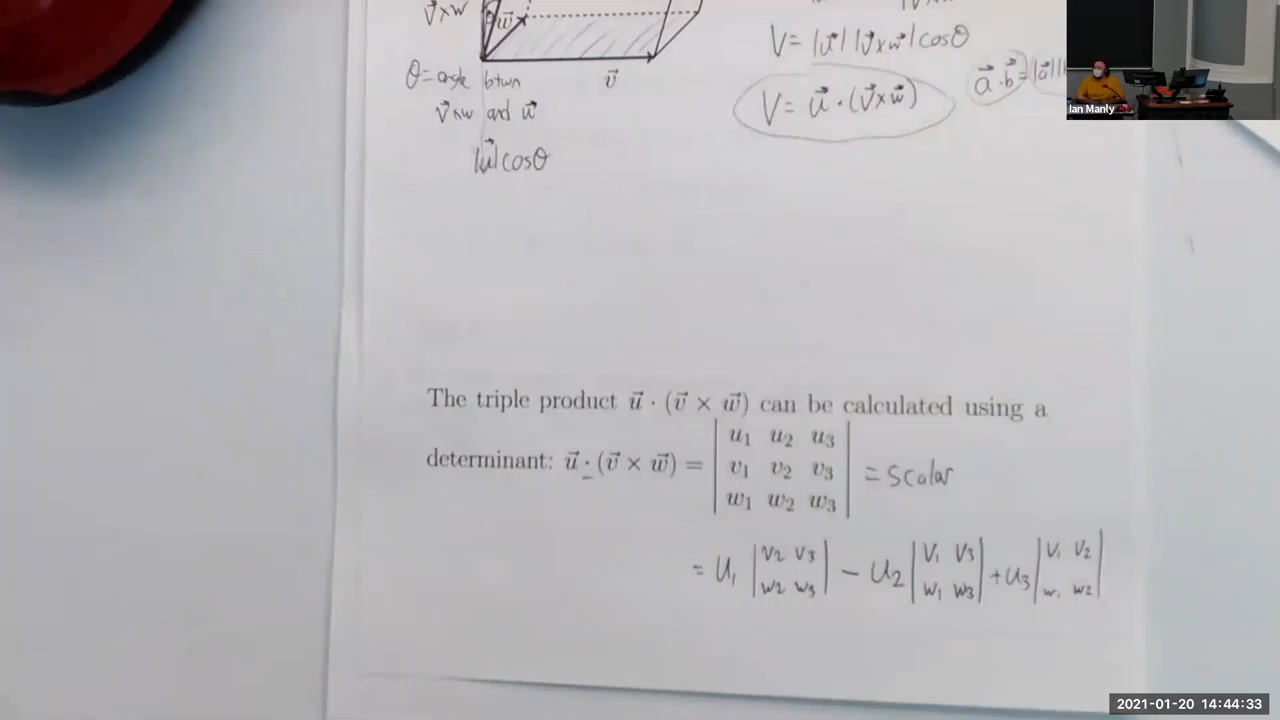 v⃗×w⃗
w⃗
θ=angle btwn
v⃗
v⃗×w⃗ and u⃗
|u⃗|cosθ
V= |u⃗| |v⃗×w⃗| cosθ
V= u⃗ · (v⃗×w⃗)
a⃗·b⃗=|a⃗||
Ian Manly
The triple product u⃗ · (v⃗ × w⃗) can be calculated using a
determinant: u⃗ · (v⃗ × w⃗) = | u₁ u₂ u₃ | = scalar
| v₁ v₂ v₃ |
| w₁ w₂ w₃ |
= u₁ | v₂ v₃ | − u₂ | v₁ v₃ | + u₃ | v₁ v₂ |
| w₂ w₃ | | w₁ w₃ | | w₁ w₂ |
2021-01-20 14:44:33